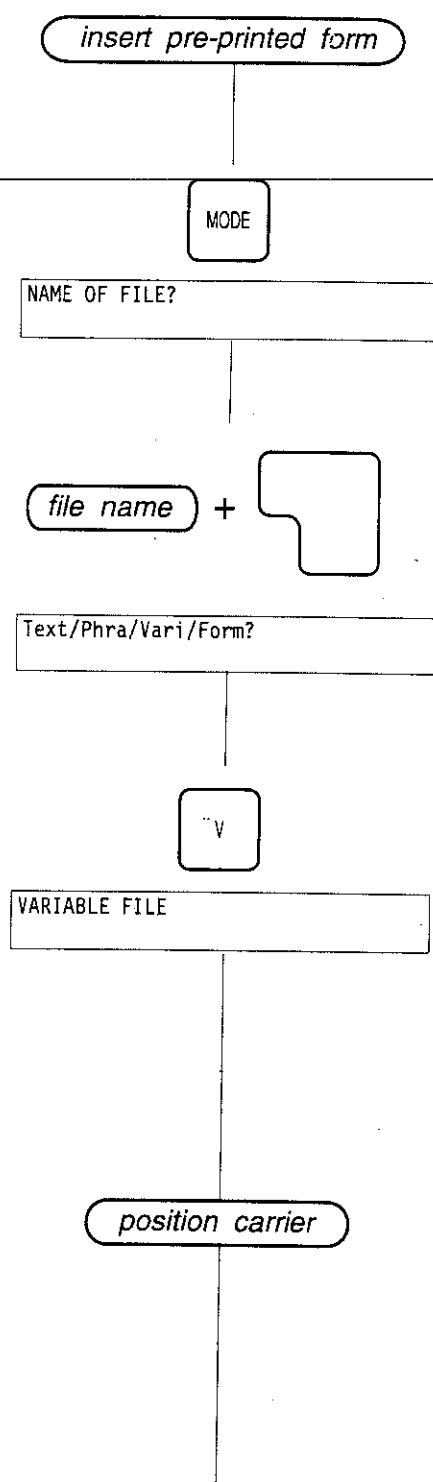 insert pre-printed form
MODE
NAME OF FILE?
file name +
Text/Phra/Vari/Form?
V
VARIABLE FILE
position carrier